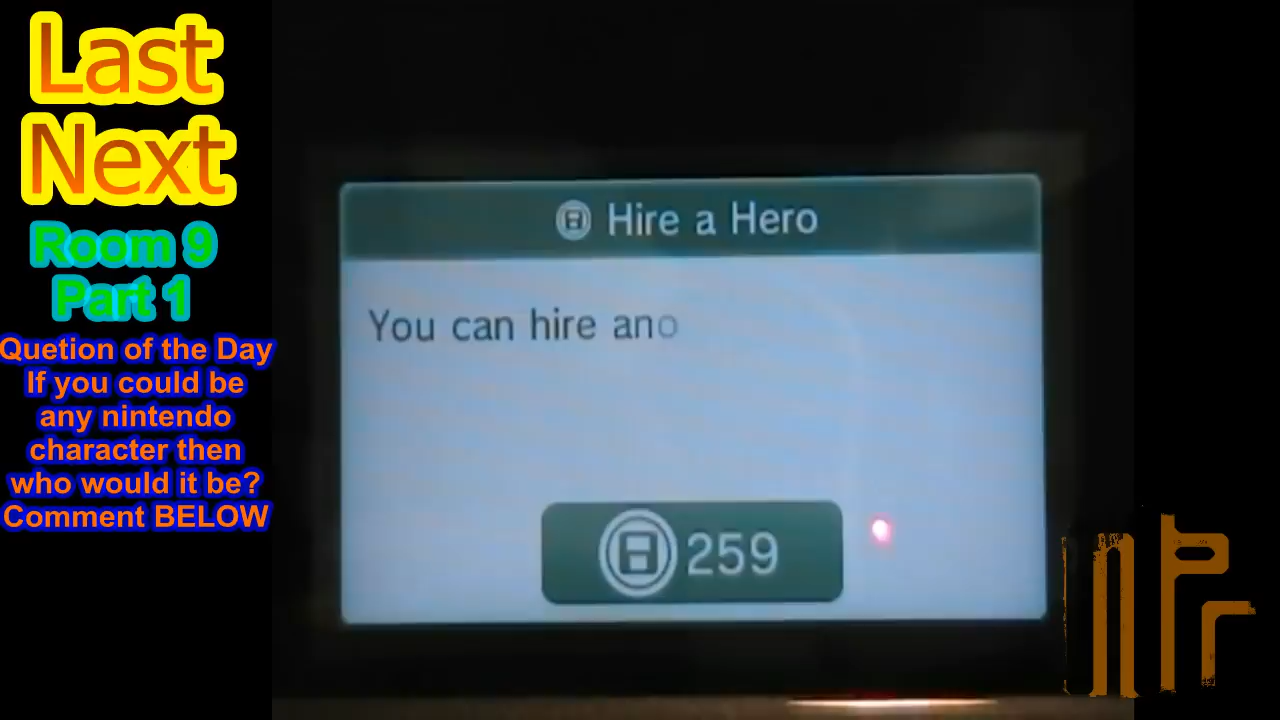 Last
Next
Room 9
Part 1
Quetion of the Day
If you could be
any nintendo
character then
who would it be?
Comment BELOW
Hire a Hero
You can hire ano
259
nPr